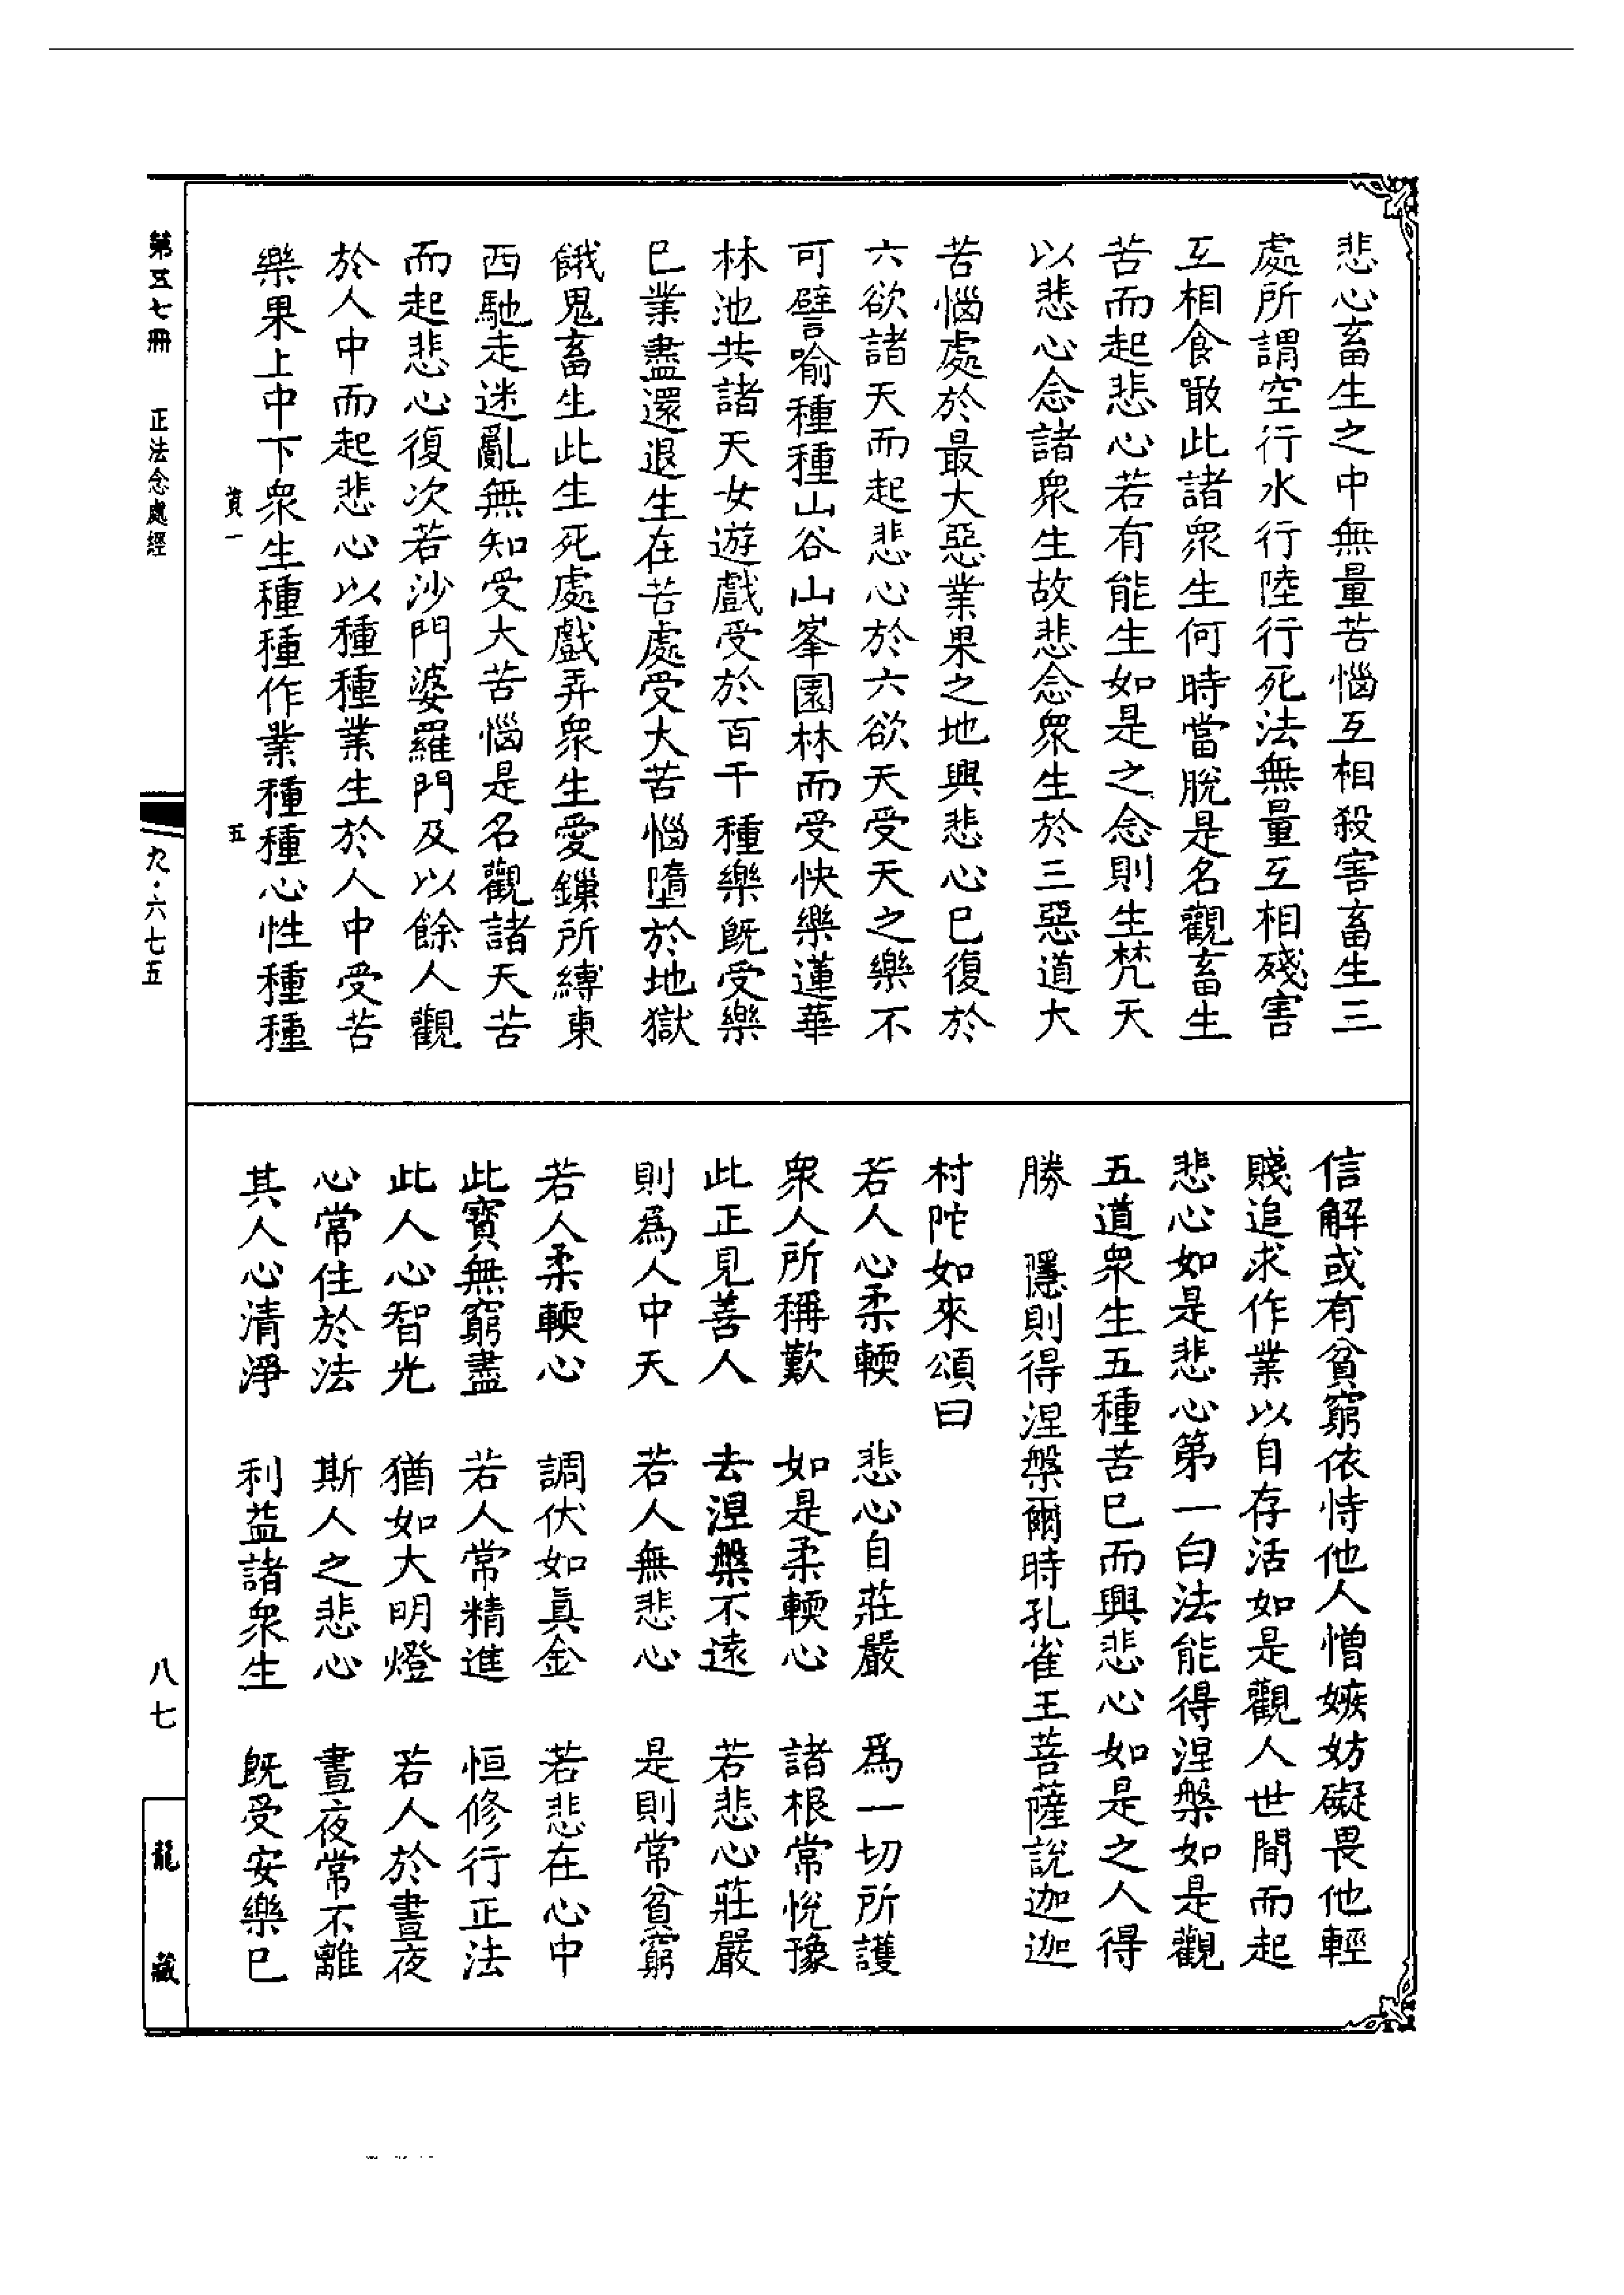 悲心畜生之中無量苦惱互相殺害畜生三
處所謂空行水行陸行死法無量互相殘害
互相食噉此諸衆生何時當脫是名觀畜生
苦而起悲心若有能生如是之念則生梵天
以悲心念諸衆生故悲念衆生於三惡道大
苦惱處於最大惡業果之地興悲心已復於
六欲諸天而起悲心於六欲天受天之樂不
可譬喻種種山谷山峯園林而受快樂蓮華
林池共諸天女遊戲受於百千種樂既受樂
已業盡還退生在苦處受大苦惱墮於地獄
餓鬼畜生此生死處戲弄衆生愛鏁所縛東
西馳走迷亂無知受大苦惱是名觀諸天苦
而起悲心復次若沙門婆羅門及以餘人觀
於人中而起悲心以種種業生於人中受苦
樂果上中下衆生種種作業種種心性種種
信解或有貧窮依恃他人憎嫉妨礙畏他輕
賤追求作業以自存活如是觀人世間而起
悲心如是悲心第一白法能得涅槃如是觀
五道衆生五種苦已而興悲心如是之人得
勝 隱則得涅槃爾時孔雀王菩薩說迦迦
村陀如來頌曰
若人心柔輭 悲心自莊嚴 爲一切所護
衆人所稱歎 如是柔輭心 諸根常悅豫
此正見善人 去涅槃不遠 若悲心莊嚴
則爲人中天 若人無悲心 是則常貧窮
若人柔輭心 調伏如眞金 若悲在心中
此寶無窮盡 若人常精進 恒修行正法
此人心智光 猶如大明燈 若人於晝夜
心常住於法 斯人之悲心 晝夜常不離
其人心清淨 利益諸衆生 既受安樂已
第五七冊 正法念處經
賁一 五
九·六七五
八七
龍藏